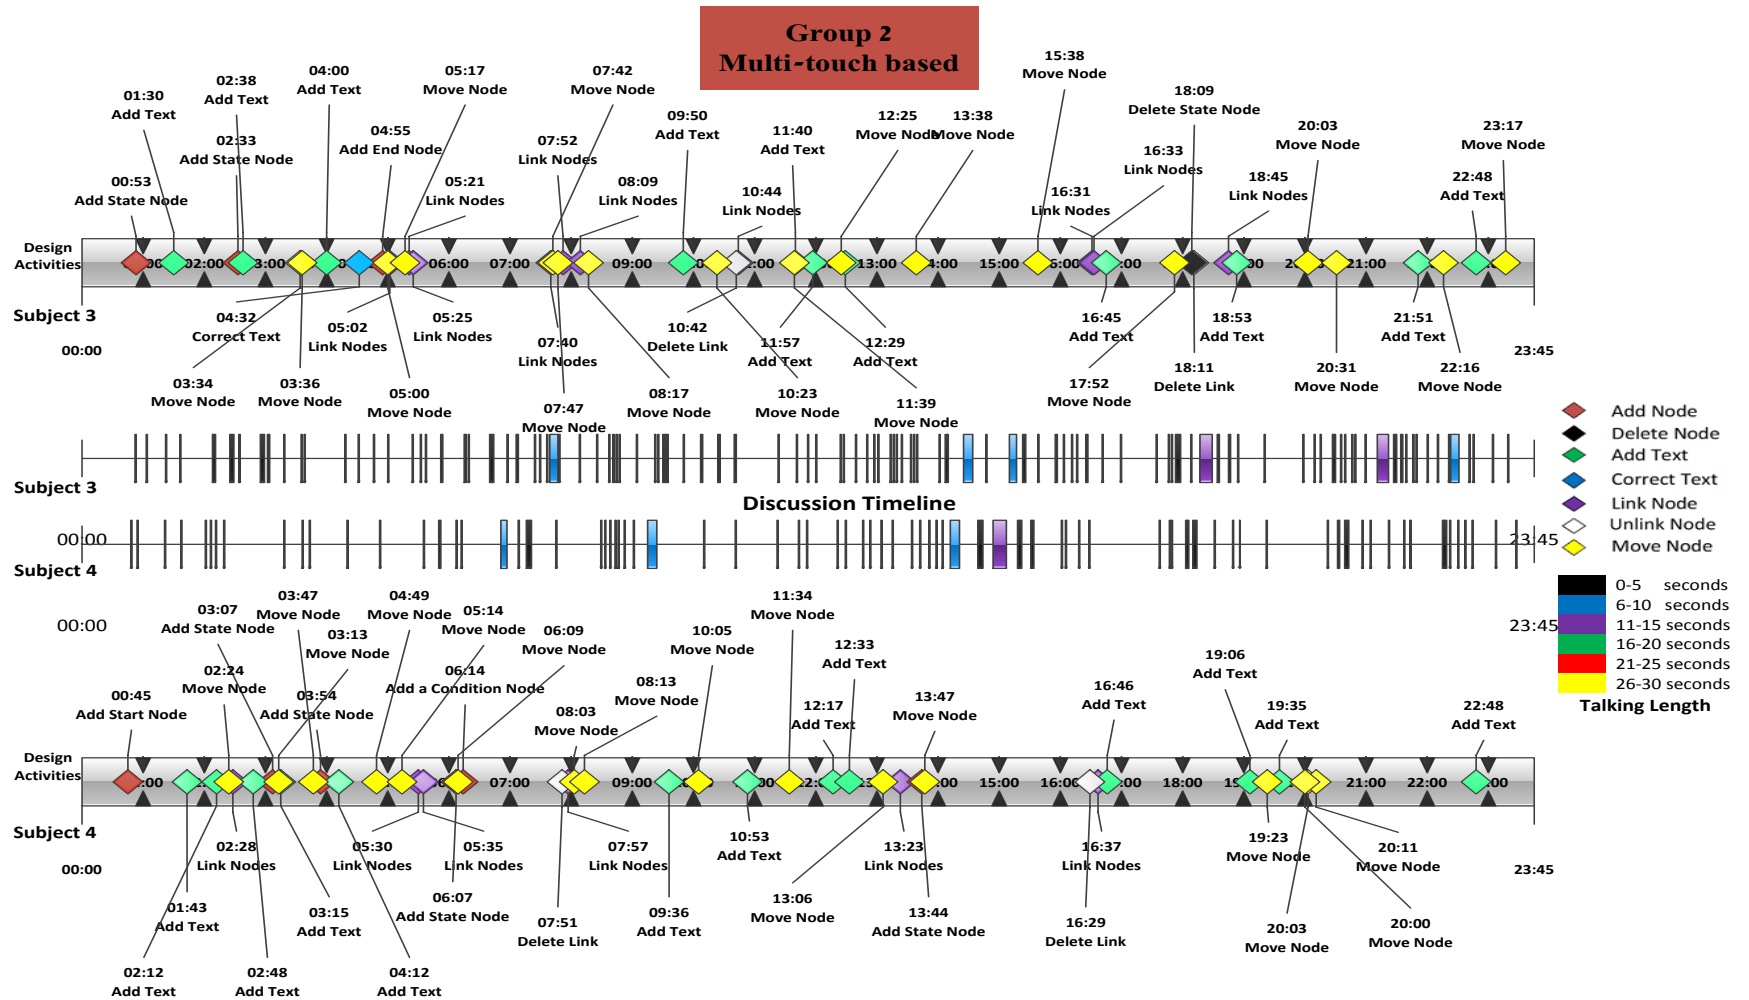 Group 2
Multi-touch based
15:38
Move Node
04:00
Add Text
05:17
Move Node
07:42
Move Node
02:38
Add Text
01:30
Add Text
18:09
Delete State Node
09:50
Add Text
12:25
Move Node
13:38
Move Node
11:40
Add Text
20:03
Move Node
23:17
Move Node
04:55
Add End Node
02:33
Add State Node
07:52
Link Nodes
16:33
Link Nodes
00:53
Add State Node
05:21
Link Nodes
08:09
Link Nodes
10:44
Link Nodes
16:31
Link Nodes
18:45
Link Nodes
22:48
Add Text
Design
Activities
02:00
06:00
07:00
09:00
13:00
15:00
16:00
21:00
Subject 3
00:00
23:45
04:32
Correct Text
05:02
Link Nodes
05:25
Link Nodes
07:40
Link Nodes
10:42
Delete Link
11:57
Add Text
12:29
Add Text
16:45
Add Text
18:53
Add Text
21:51
Add Text
03:34
Move Node
03:36
Move Node
05:00
Move Node
07:47
Move Node
08:17
Move Node
10:23
Move Node
11:39
Move Node
17:52
Move Node
18:11
Delete Link
20:31
Move Node
22:16
Move Node
Add Node
Delete Node
Add Text
Correct Text
Link Node
Unlink Node
Move Node
Subject 3
Discussion Timeline
00:00
23:45
Subject 4
0-5 seconds
6-10 seconds
11-15 seconds
16-20 seconds
21-25 seconds
26-30 seconds
Talking Length
00:00
23:45
03:07
Add State Node
03:47
Move Node
04:49
Move Node
05:14
Move Node
11:34
Move Node
03:13
Move Node
06:09
Move Node
10:05
Move Node
12:33
Add Text
19:06
Add Text
02:24
Move Node
06:14
Add a Condition Node
08:13
Move Node
16:46
Add Text
00:45
Add Start Node
03:54
Add State Node
08:03
Move Node
12:17
Add Text
13:47
Move Node
19:35
Add Text
22:48
Add Text
Design
Activities
07:00
09:00
15:00
16:00
18:00
21:00
22:00
Subject 4
00:00
23:45
02:28
Link Nodes
05:30
Link Nodes
05:35
Link Nodes
07:57
Link Nodes
10:53
Add Text
13:23
Link Nodes
16:37
Link Nodes
19:23
Move Node
20:11
Move Node
01:43
Add Text
03:15
Add Text
06:07
Add State Node
07:51
Delete Link
09:36
Add Text
13:06
Move Node
13:44
Add State Node
16:29
Delete Link
20:03
Move Node
20:00
Move Node
02:12
Add Text
02:48
Add Text
04:12
Add Text